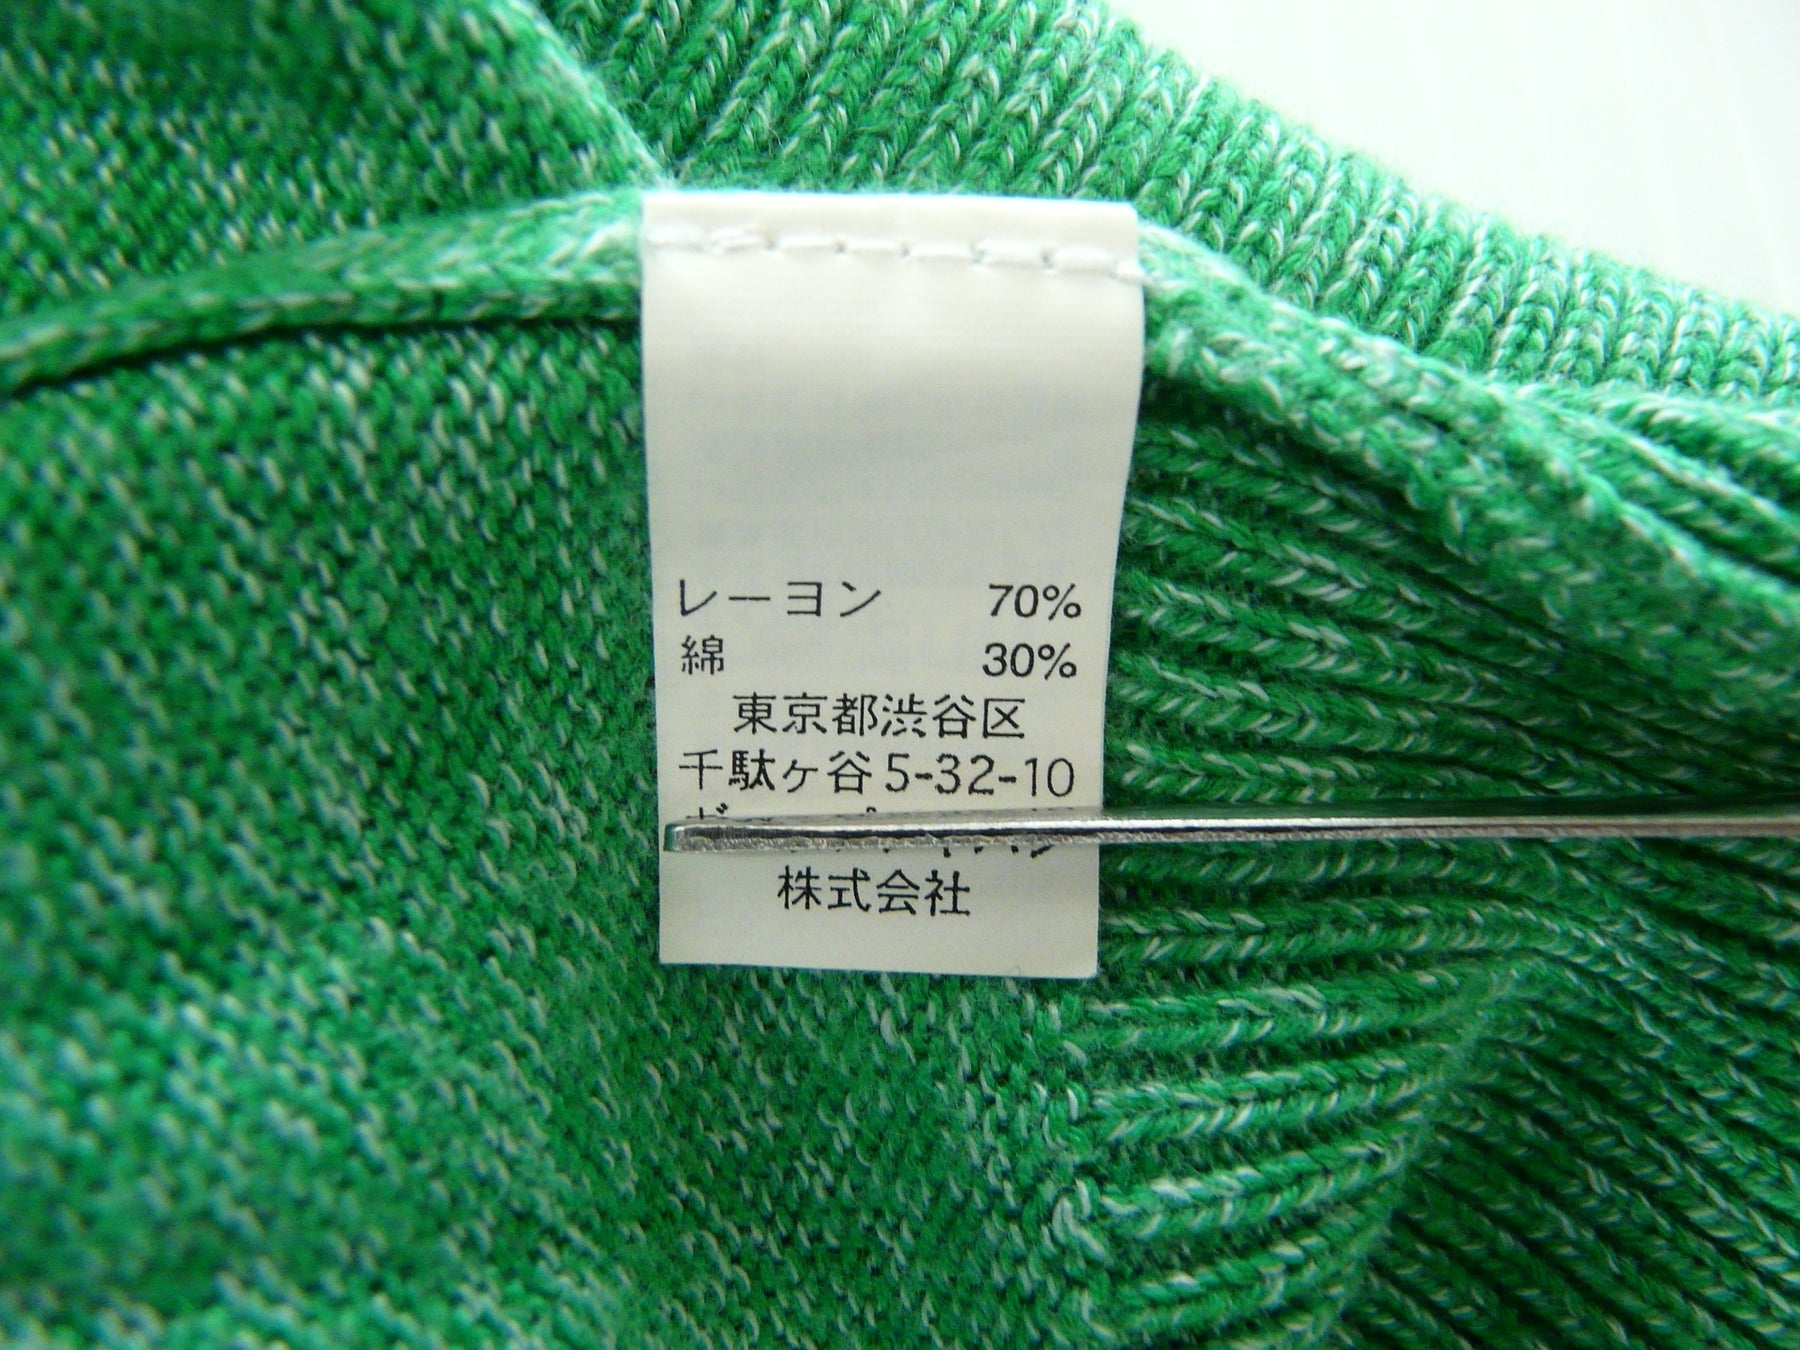 レーヨン 70%
綿 30%
東京都渋谷区
千駄ヶ谷5-32-10
株式会社